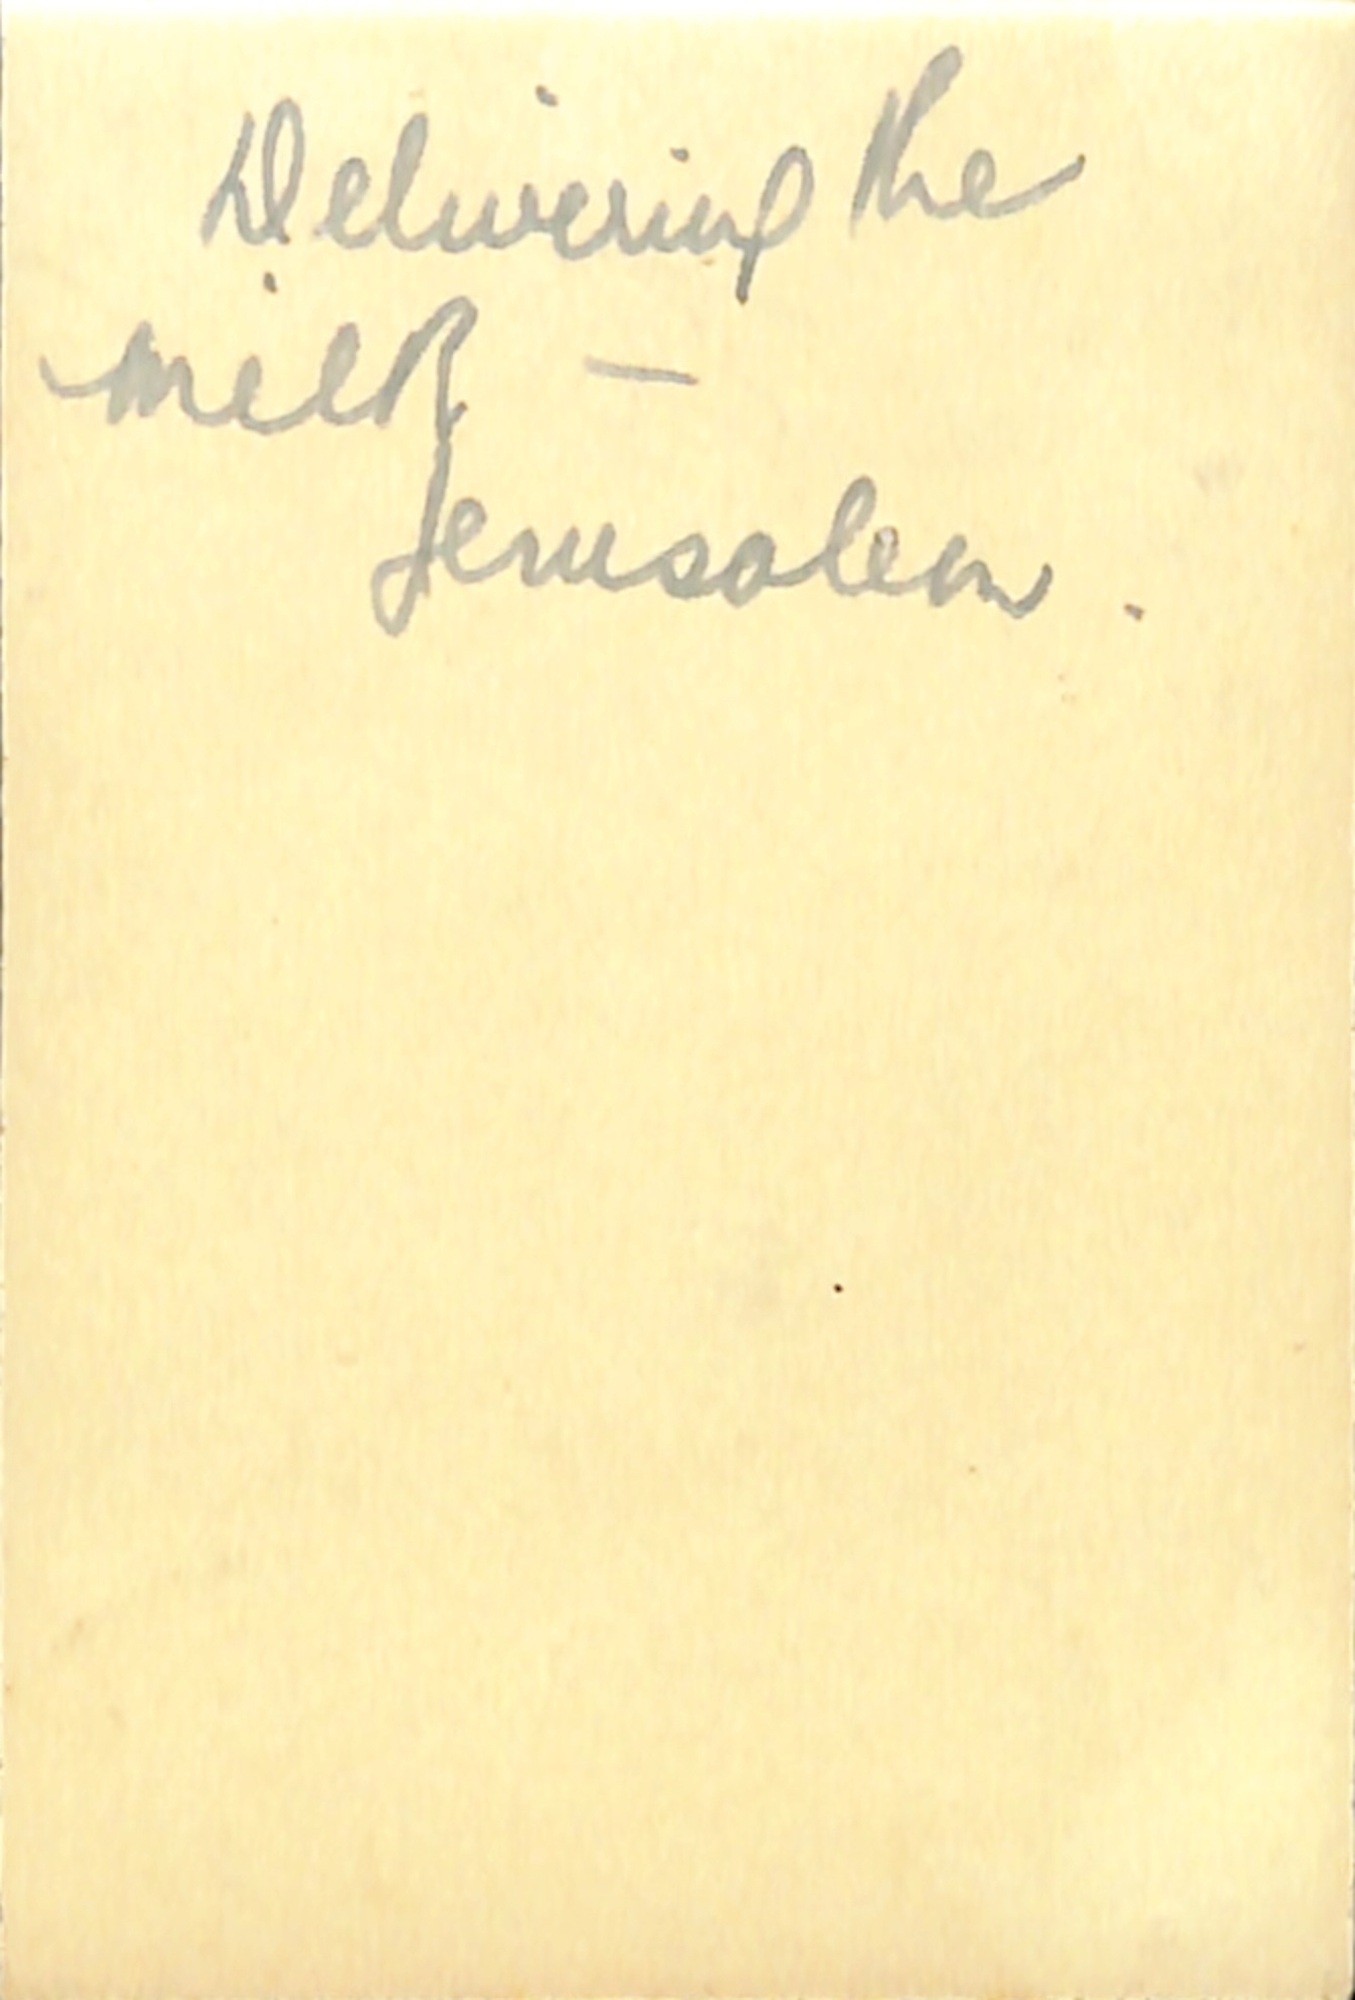 Delivering the
milk —
Jerusalem.